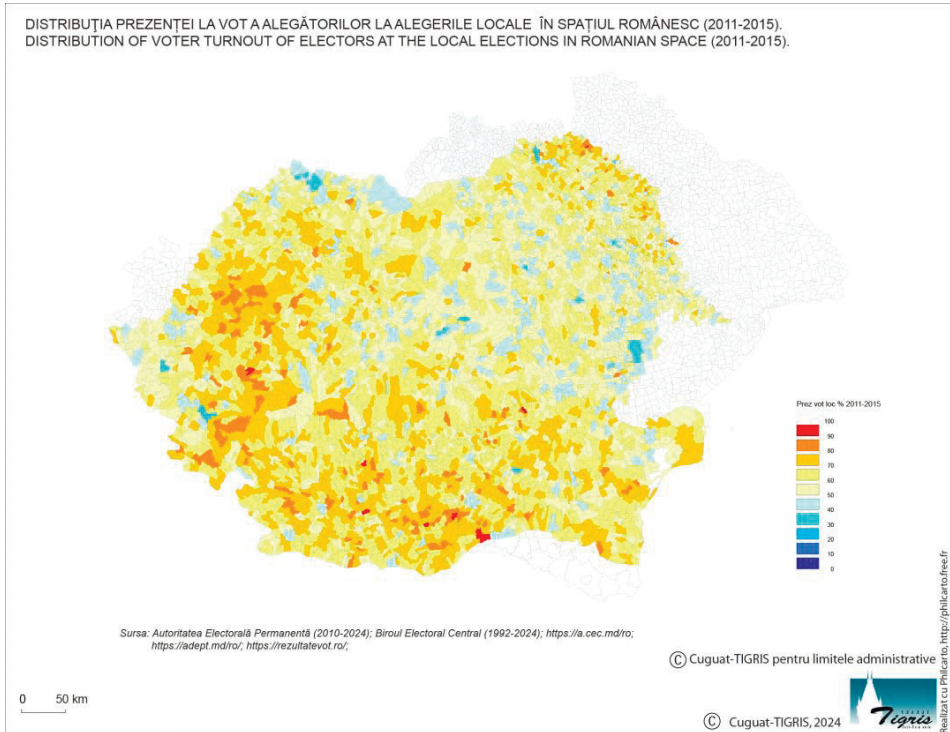 DISTRIBUȚIA PREZENȚEI LA VOT A ALEGĂTORILOR LA ALEGERILE LOCALE ÎN SPAȚIUL ROMÂNESC (2011-2015).
DISTRIBUTION OF VOTER TURNOUT OF ELECTORS AT THE LOCAL ELECTIONS IN ROMANIAN SPACE (2011-2015).
Prez vot loc % 2011-2015
100
90
80
70
60
50
40
30
20
10
0
Sursa: Autoritatea Electorală Permanentă (2010-2024); Biroul Electoral Central (1992-2024); https://a.cec.md/ro;
https://adept.md/ro/; https://rezultatevot.ro/;
© Cuguat-TIGRIS pentru limitele administrative
0 50 km
Tigris
© Cuguat-TIGRIS, 2024
Realizat cu Philcarto, http://philcarto.free.fr